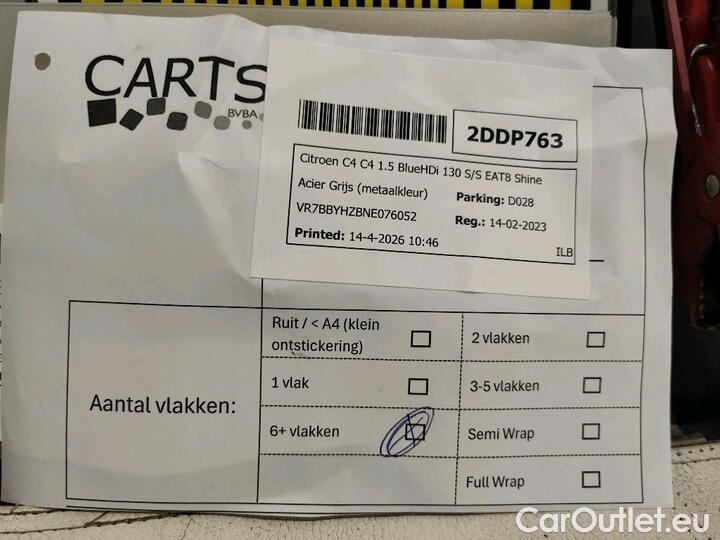 CARTS
BVBA
2DDP763
Citroen C4 C4 1.5 BlueHDi 130 S/S EAT8 Shine
Acier Grijs (metaalkleur) Parking: D028
VR7BBYHZBNE076052 Reg.: 14-02-2023
Printed: 14-4-2026 10:46
ILB
Aantal vlakken:
Ruit / < A4 (klein
ontstickering)
2 vlakken
1 vlak
3-5 vlakken
6+ vlakken
Semi Wrap
Full Wrap
CarOutlet.eu